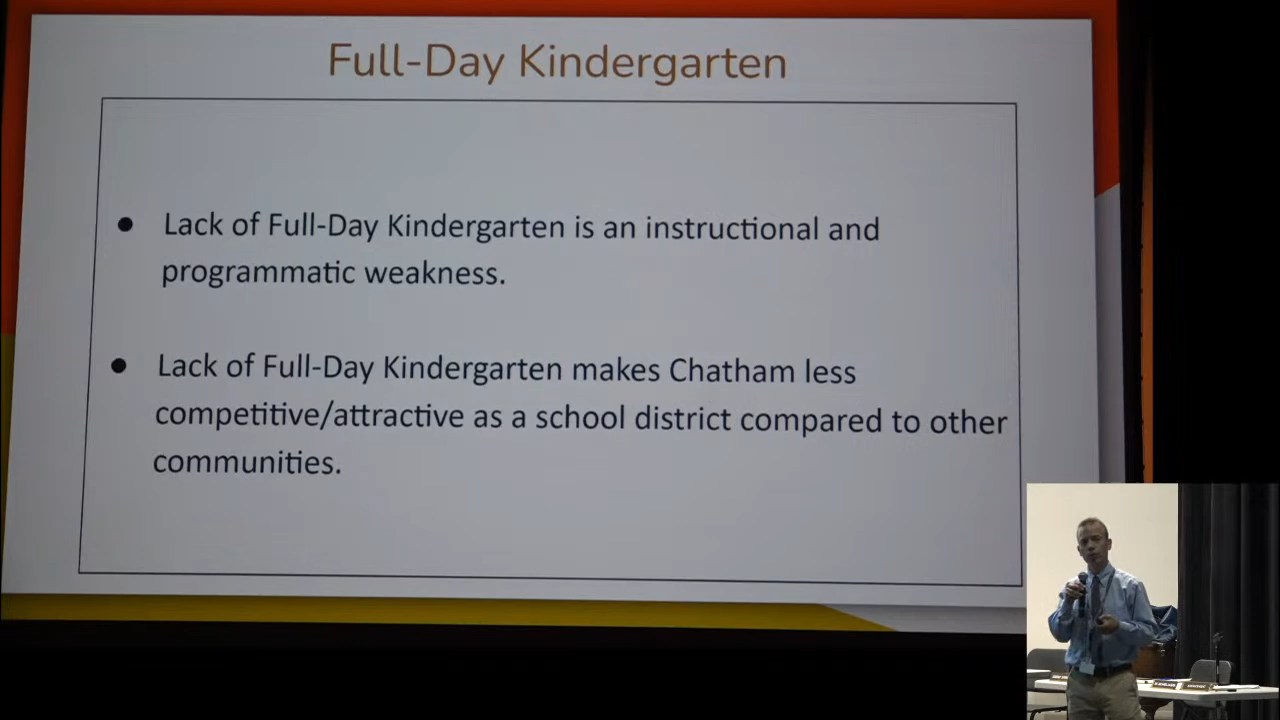 Full-Day Kindergarten
● Lack of Full-Day Kindergarten is an instructional and
programmatic weakness.
● Lack of Full-Day Kindergarten makes Chatham less
competitive/attractive as a school district compared to other
communities.